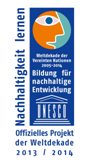 Nachhaltigkeit lernen
Weltdekade der
Vereinten Nationen
2005-2014
Bildung für
nachhaltige
Entwicklung
UNESCO
Offizielles Projekt
der Weltdekade
2013 / 2014